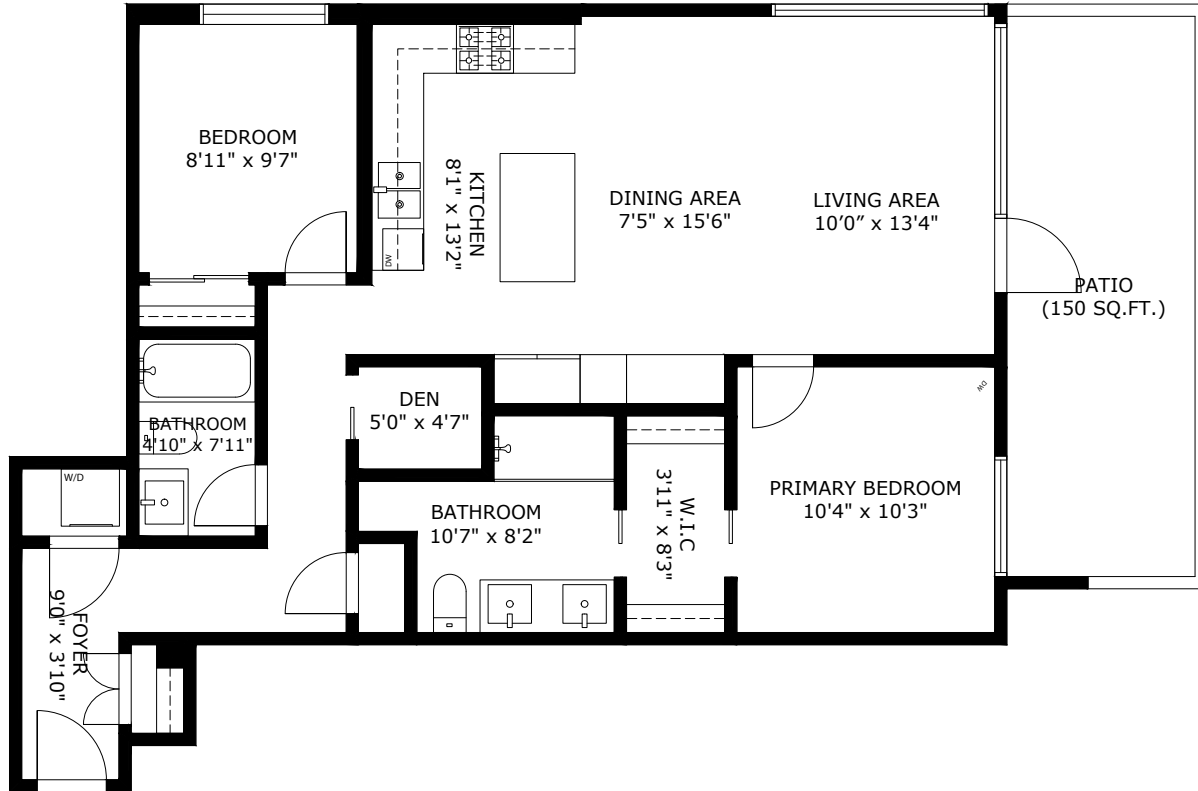 BEDROOM
8'11" x 9'7"
KITCHEN
8'1" x 13'2"
DW
DINING AREA
7'5" x 15'6"
LIVING AREA
10'0” x 13'4"
PATIO
(150 SQ.FT.)
DEN
5'0" x 4'7"
DW
BATHROOM
4'10" x 7'11"
W/D
BATHROOM
10'7" x 8'2"
W.I.C
3'11" x 8'3"
PRIMARY BEDROOM
10'4" x 10'3"
FOYER
9'0" x 3'10"